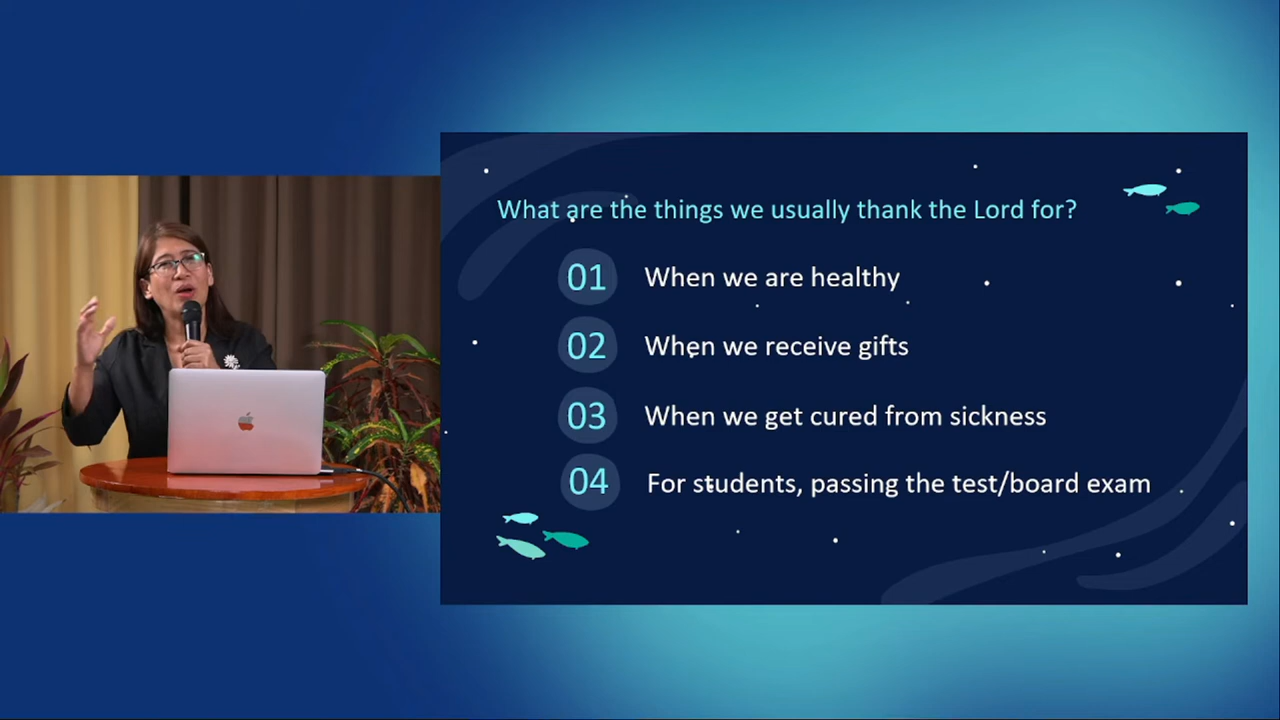 What are the things we usually thank the Lord for?
01 When we are healthy
02 When we receive gifts
03 When we get cured from sickness
04 For students, passing the test/board exam